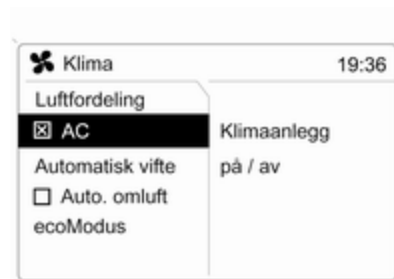 Klima 19:36
Luftfordeling
AC
Klimaanlegg
Automatisk vifte
på / av
Auto. omluft
ecoModus